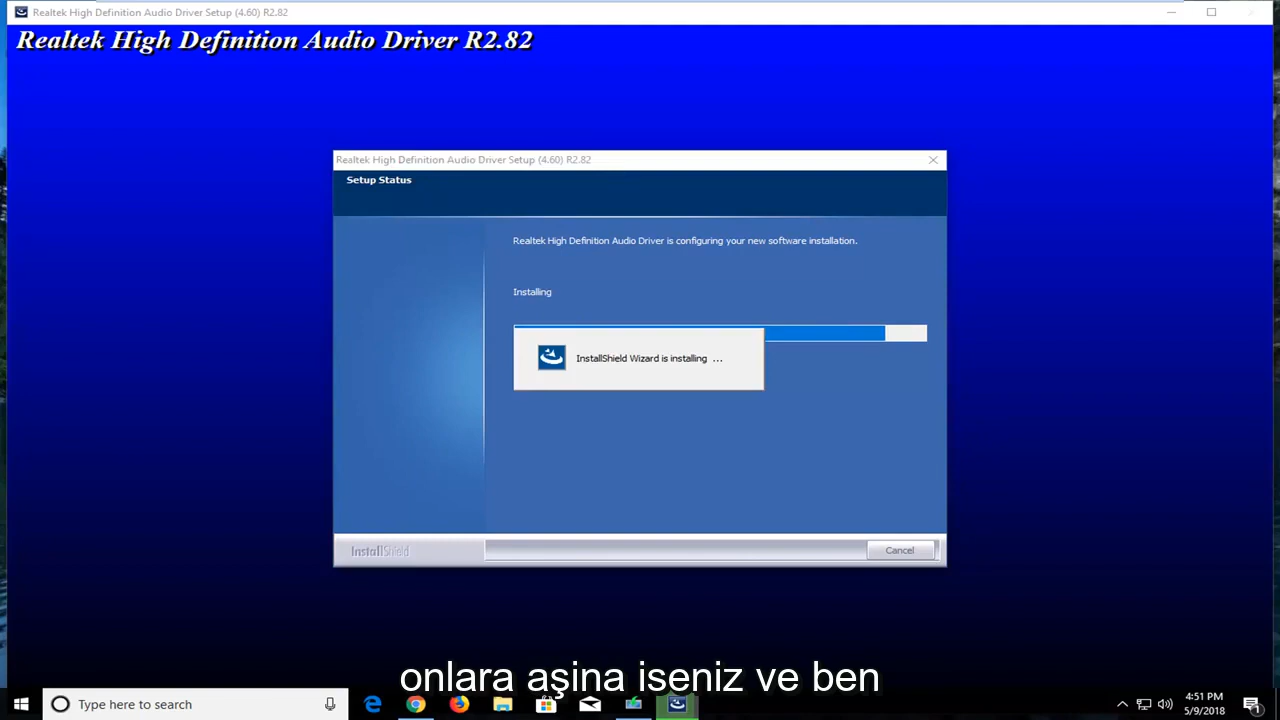 Realtek High Definition Audio Driver Setup (4.60) R2.82
Realtek High Definition Audio Driver R2.82
Realtek High Definition Audio Driver Setup (4.60) R2.82
Setup Status
Realtek High Definition Audio Driver is configuring your new software installation.
Installing
InstallShield Wizard is installing ...
InstallShield
Cancel
onlara aşina iseniz ve ben
Type here to search
4:51 PM
5/9/2018
1